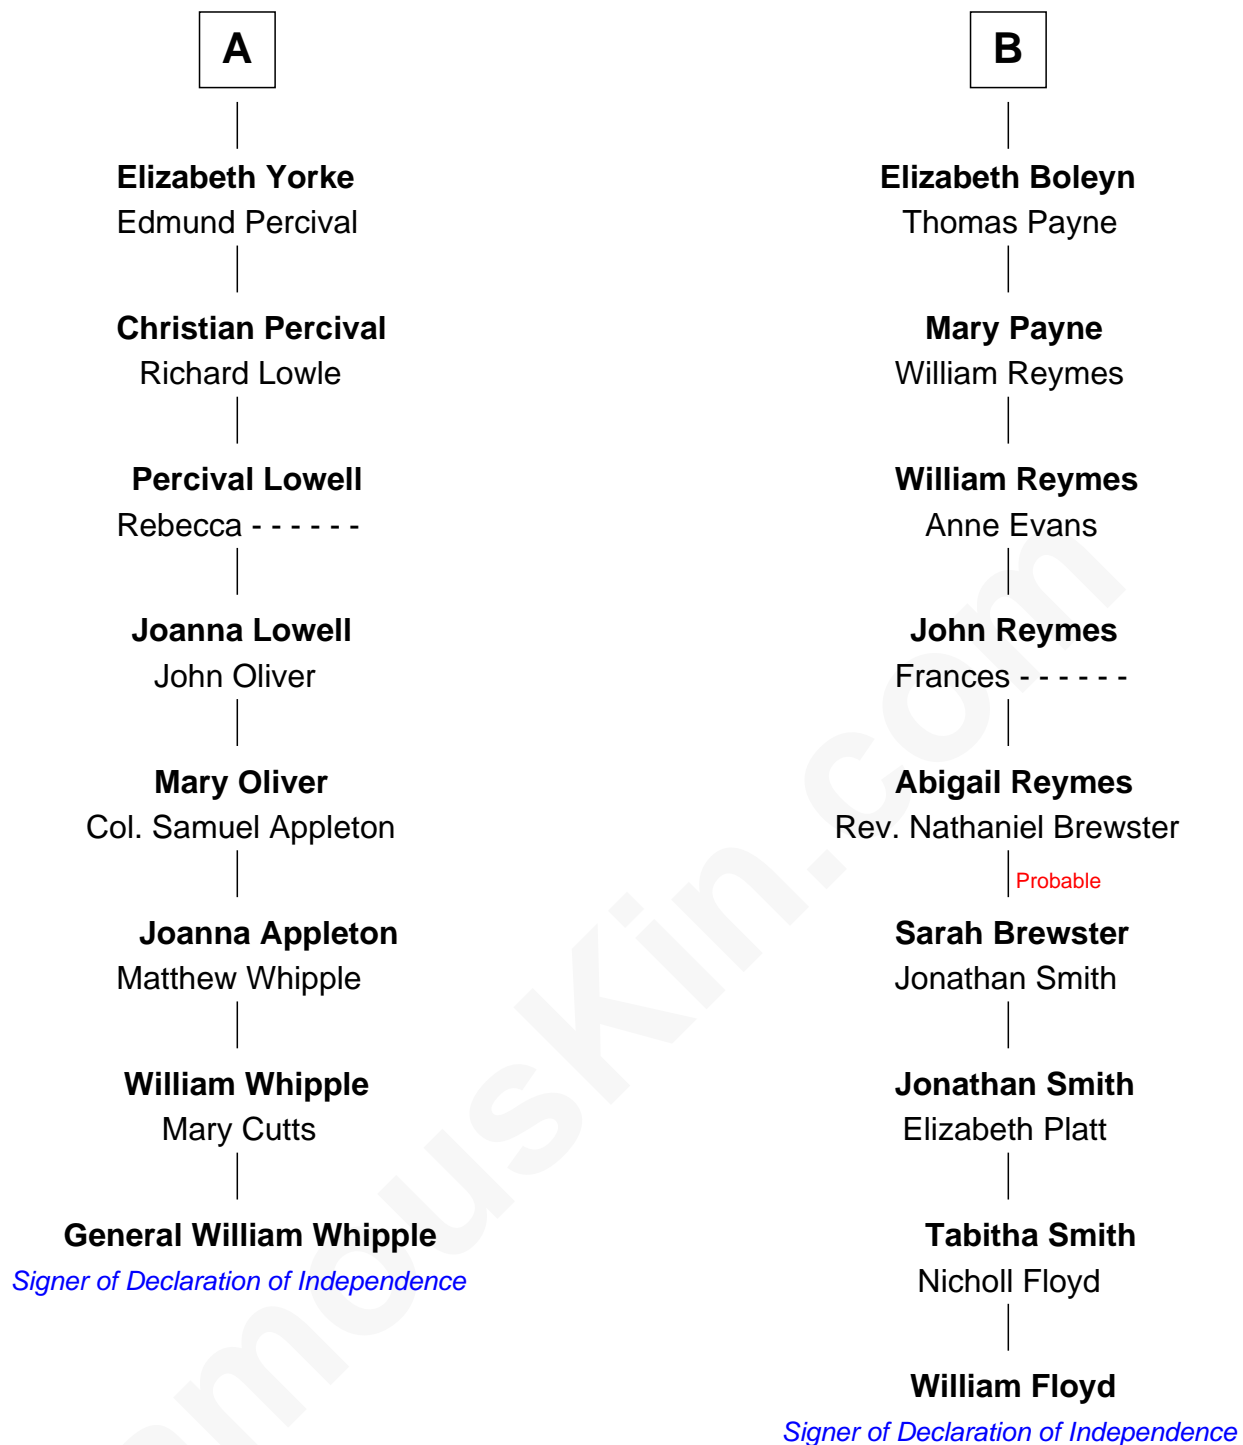 A
Elizabeth Yorke
Edmund Percival
Christian Percival
Richard Lowle
Percival Lowell
Rebecca - - - - - -
Joanna Lowell
John Oliver
Mary Oliver
Col. Samuel Appleton
Joanna Appleton
Matthew Whipple
William Whipple
Mary Cutts
General William Whipple
Signer of Declaration of Independence
B
Elizabeth Boleyn
Thomas Payne
Mary Payne
William Reymes
William Reymes
Anne Evans
John Reymes
Frances - - - - - -
Abigail Reymes
Rev. Nathaniel Brewster
Probable
Sarah Brewster
Jonathan Smith
Jonathan Smith
Elizabeth Platt
Tabitha Smith
Nicholl Floyd
William Floyd
Signer of Declaration of Independence
amousKin.com